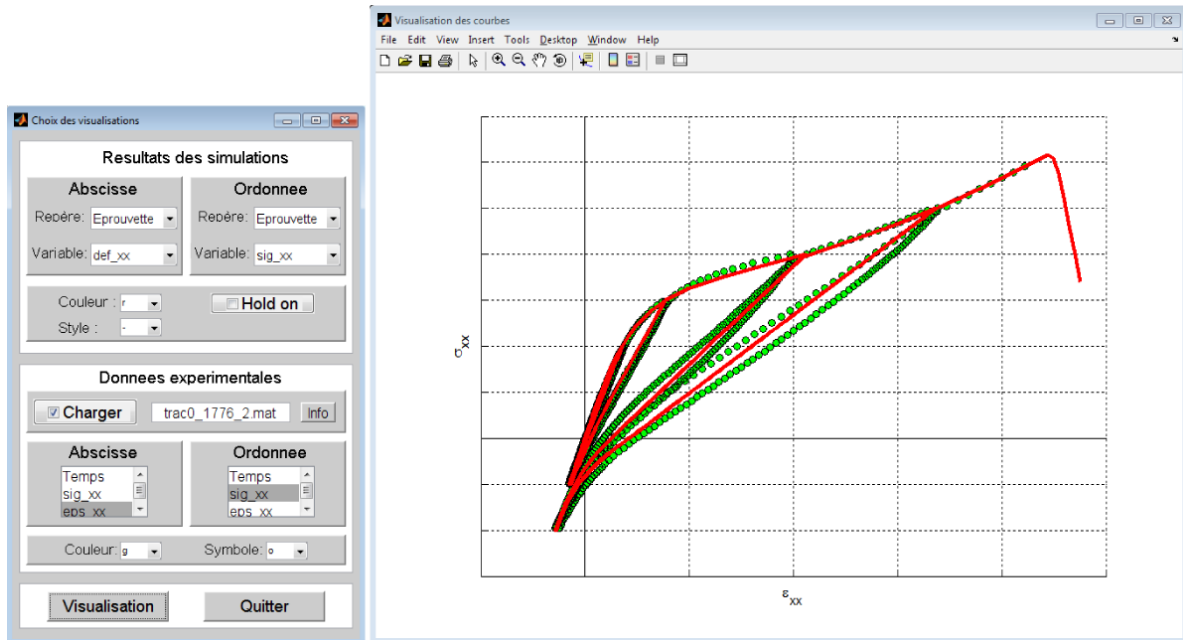 Visualisation des courbes
File Edit View Insert Tools Desktop Window Help
σxx
εxx
Choix des visualisations
Resultats des simulations
Abscisse Ordonnee
Repére: Eprouvette Repére: Eprouvette
Variable: def_xx Variable: sig_xx
Couleur : r Hold on
Style : -
Donnees experimentales
Charger trac0_1776_2.mat Info
Abscisse Ordonnee
Temps Temps
sig_xx sig_xx
eps_xx eps_xx
Couleur: g Symbole: o
Visualisation Quitter